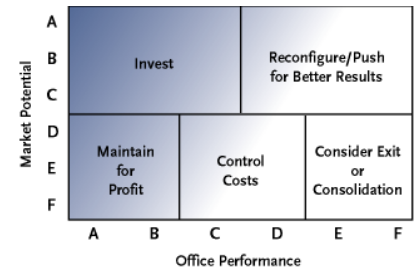 A
B
C
D
E
F
Market Potential
Invest
Reconfigure/Push
for Better Results
Maintain
for
Profit
Control
Costs
Consider Exit
or
Consolidation
A B C D E F
Office Performance